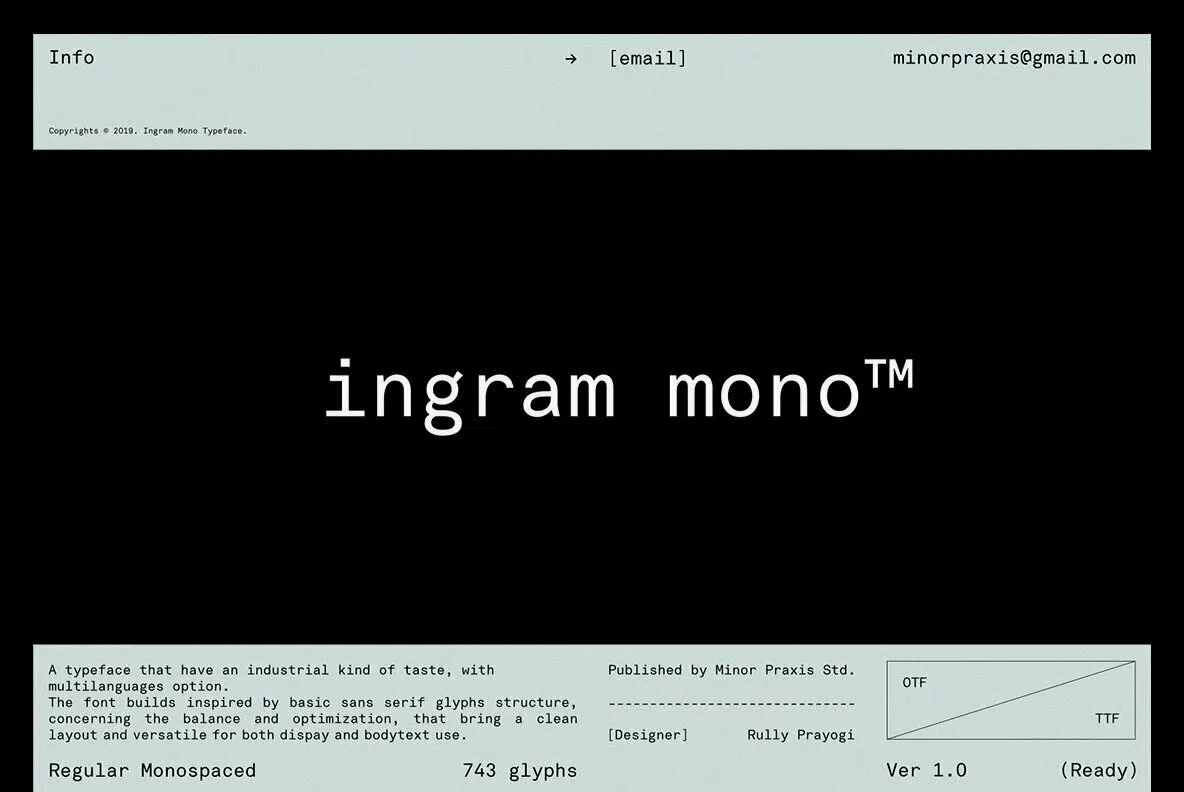 Info → [email] minorpraxis@gmail.com
Copyrights © 2019. Ingram Mono Typeface.
ingram mono™
A typeface that have an industrial kind of taste, with
multilanguages option.
The font builds inspired by basic sans serif glyphs structure,
concerning the balance and optimization, that bring a clean
layout and versatile for both dispay and bodytext use.
Regular Monospaced 743 glyphs
Published by Minor Praxis Std.
------------------------------
[Designer] Rully Prayogi
OTF
TTF
Ver 1.0 (Ready)